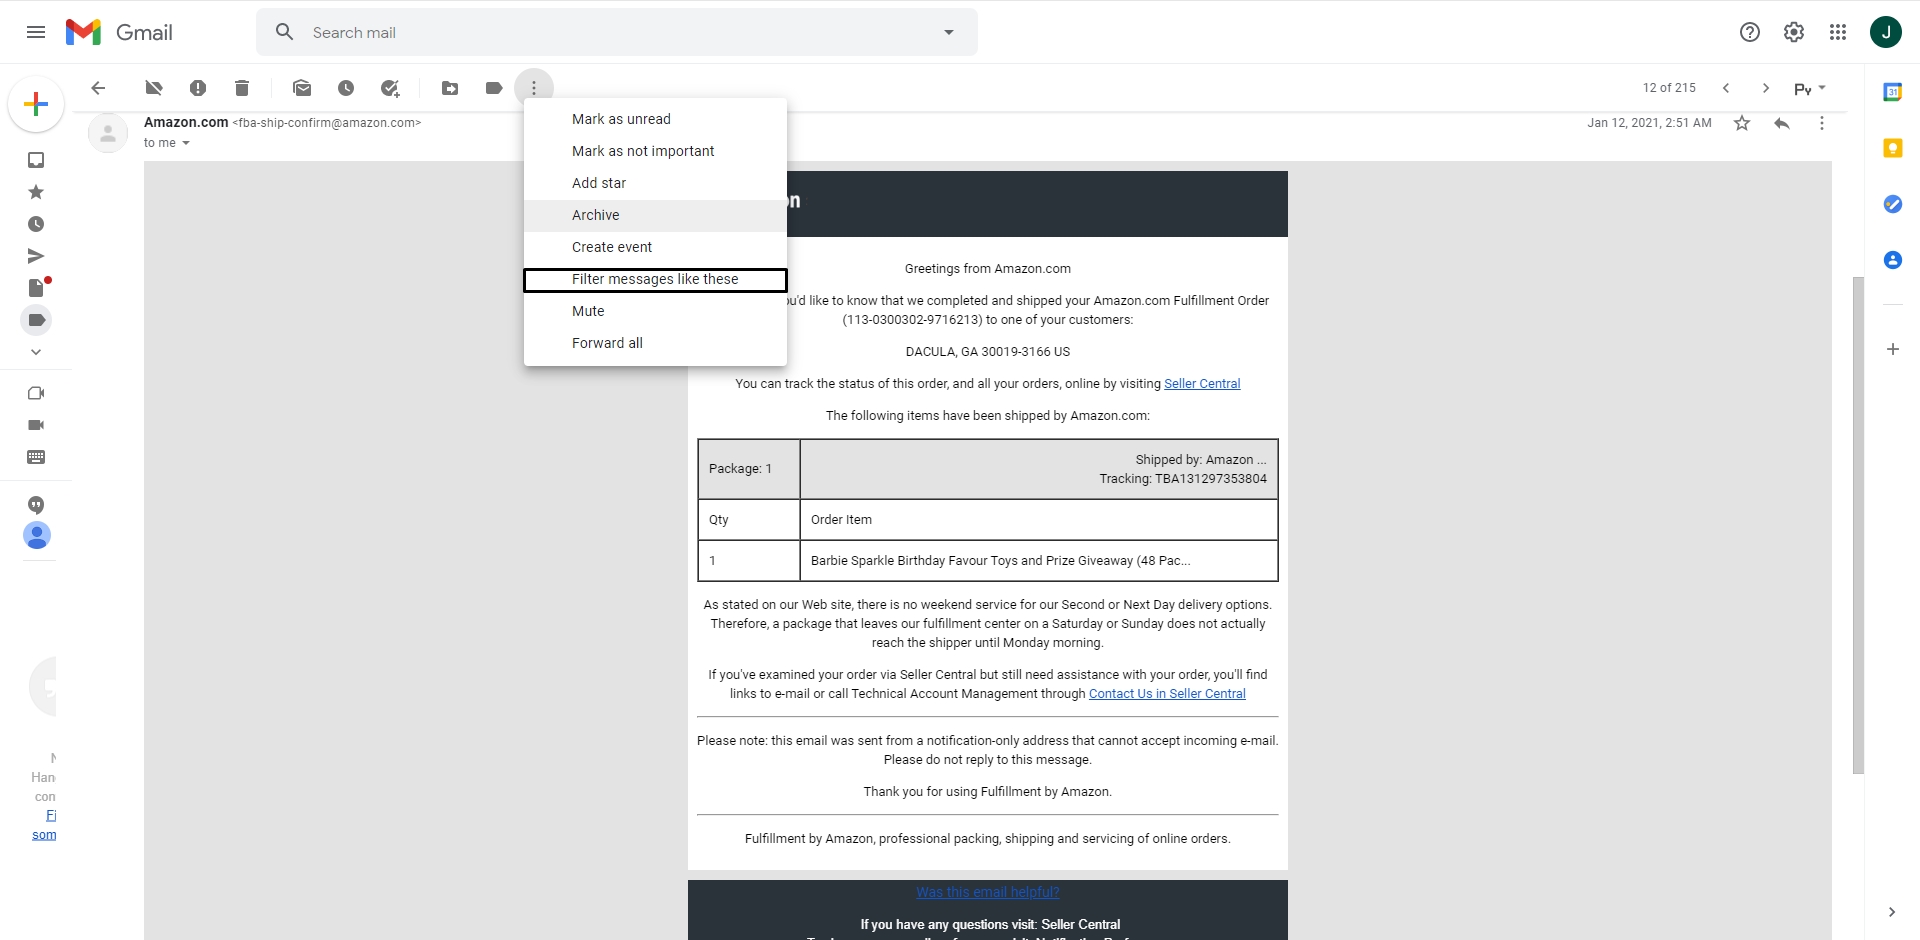 Gmail
Search mail
J
12 of 215
Amazon.com <fba-ship-confirm@amazon.com>
to me
Jan 12, 2021, 2:51 AM
31
Mark as unread
Mark as not important
Add star
Archive
Create event
Filter messages like these
Mute
Forward all
Greetings from Amazon.com
like to know that we completed and shipped your Amazon.com Fulfillment Order
(113-0300302-9716213) to one of your customers:
DACULA, GA 30019-3166 US
You can track the status of this order, and all your orders, online by visiting Seller Central
The following items have been shipped by Amazon.com:
Package: 1
Shipped by: Amazon ...
Tracking: TBA131297353804
Qty
Order Item
1
Barbie Sparkle Birthday Favour Toys and Prize Giveaway (48 Pac...
As stated on our Web site, there is no weekend service for our Second or Next Day delivery options.
Therefore, a package that leaves our fulfillment center on a Saturday or Sunday does not actually
reach the shipper until Monday morning.
If you've examined your order via Seller Central but still need assistance with your order, you'll find
links to e-mail or call Technical Account Management through Contact Us in Seller Central
Please note: this email was sent from a notification-only address that cannot accept incoming e-mail.
Please do not reply to this message.
Thank you for using Fulfillment by Amazon.
Fulfillment by Amazon, professional packing, shipping and servicing of online orders.
Was this email helpful?
If you have any questions visit: Seller Central